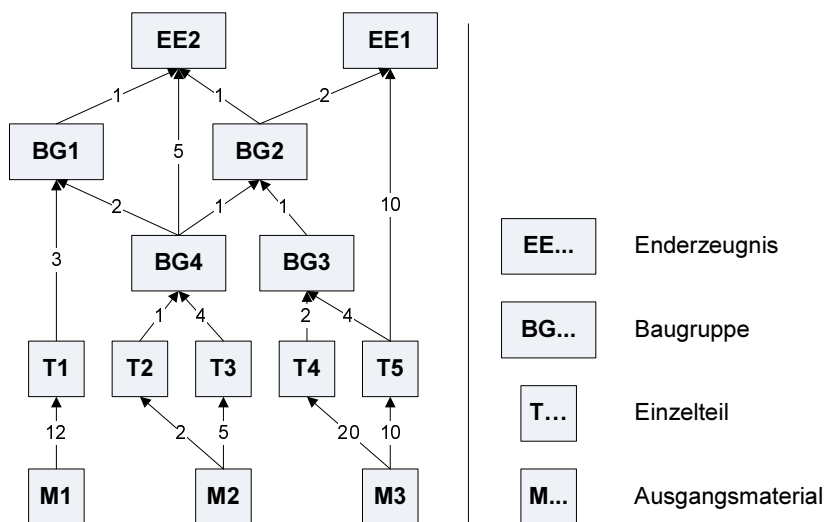 EE2
EE1
1
1
2
BG1
BG2
5
2
1
1
10
3
BG4
BG3
1
4
2
4
T1
T2
T3
T4
T5
12
2
5
20
10
M1
M2
M3
EE...
Enderzeugnis
BG...
Baugruppe
T...
Einzelteil
M...
Ausgangsmaterial